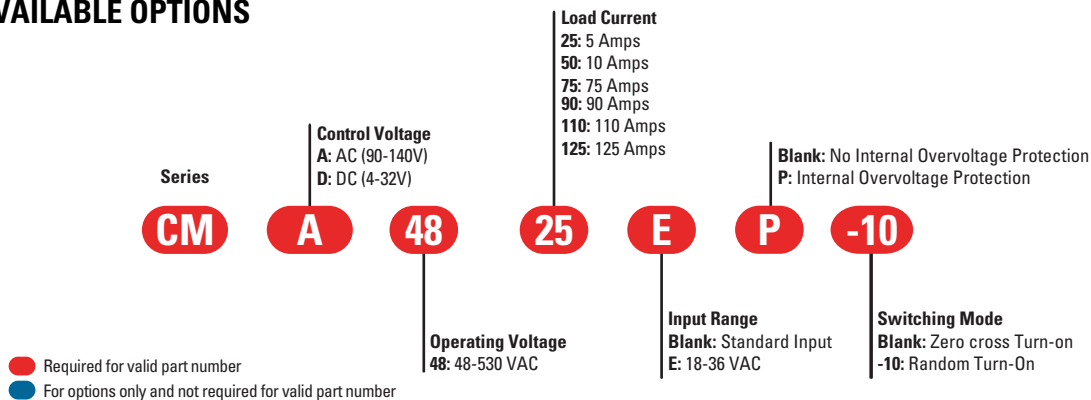 VAILABLE OPTIONS
Load Current
25: 5 Amps
50: 10 Amps
75: 75 Amps
90: 90 Amps
110: 110 Amps
125: 125 Amps
Control Voltage
A: AC (90-140V)
D: DC (4-32V)
Blank: No Internal Overvoltage Protection
P: Internal Overvoltage Protection
Series
CM A 48 25 E P -10
Operating Voltage
48: 48-530 VAC
Input Range
Blank: Standard Input
E: 18-36 VAC
Switching Mode
Blank: Zero cross Turn-on
-10: Random Turn-On
Required for valid part number
For options only and not required for valid part number